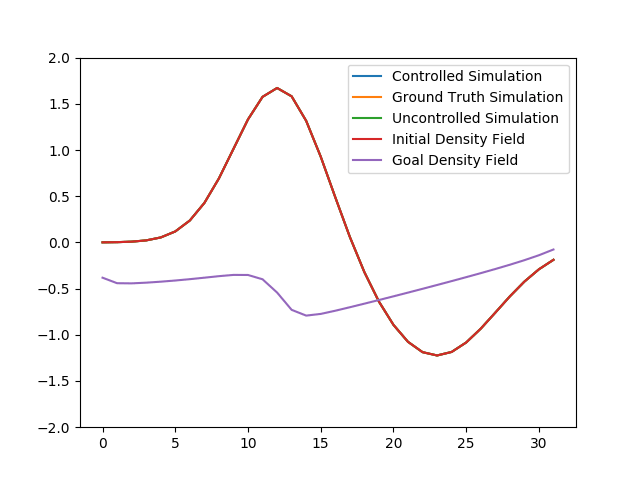 2.0
1.5
1.0
0.5
0.0
−0.5
−1.0
−1.5
−2.0
0 5 10 15 20 25 30
Controlled Simulation
Ground Truth Simulation
Uncontrolled Simulation
Initial Density Field
Goal Density Field